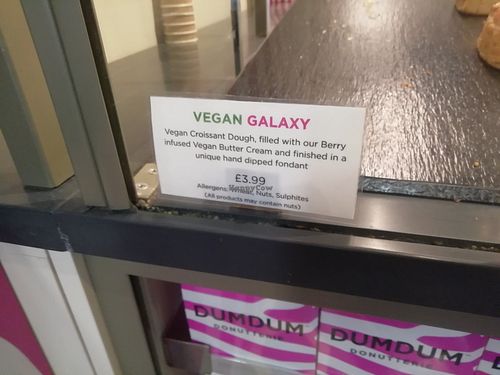 VEGAN GALAXY
Vegan Croissant Dough, filled with our Berry
infused Vegan Butter Cream and finished in a
unique hand dipped fondant
£3.99
HappyCow
Allergens: Nuts, Sulphites
(All products may contain nuts)
DUMDUM
DONUTTERIE
DUMDUM
DONUTTERIE